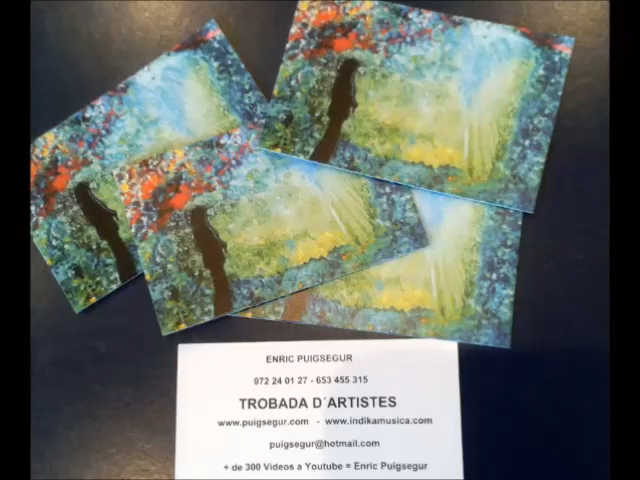 ENRIC PUIGSEGUR
972 24 01 27 - 653 455 315
TROBADA D´ARTISTES
www.puigsegur.com - www.indikamusica.com
puigsegur@hotmail.com
+ de 300 Videos a Youtube = Enric Puigsegur